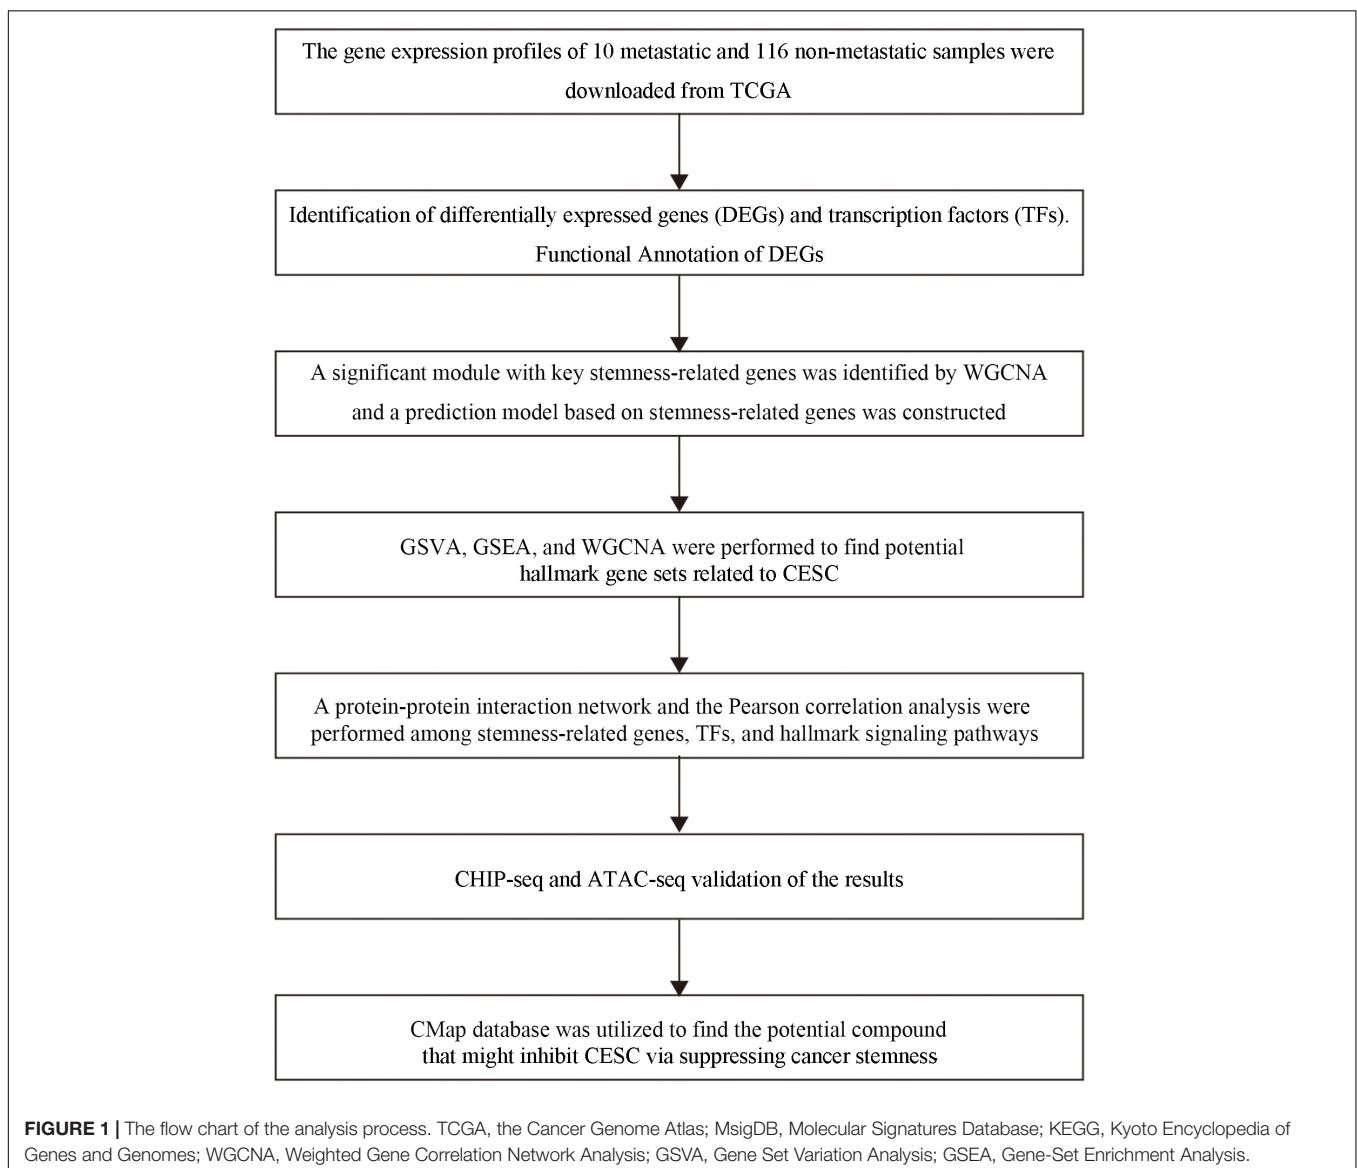 The gene expression profiles of 10 metastatic and 116 non-metastatic samples were
downloaded from TCGA
Identification of differentially expressed genes (DEGs) and transcription factors (TFs).
Functional Annotation of DEGs
A significant module with key stemness-related genes was identified by WGCNA
and a prediction model based on stemness-related genes was constructed
GSVA, GSEA, and WGCNA were performed to find potential
hallmark gene sets related to CESC
A protein-protein interaction network and the Pearson correlation analysis were
performed among stemness-related genes, TFs, and hallmark signaling pathways
CHIP-seq and ATAC-seq validation of the results
CMap database was utilized to find the potential compound
that might inhibit CESC via suppressing cancer stemness
FIGURE 1 | The flow chart of the analysis process. TCGA, the Cancer Genome Atlas; MsigDB, Molecular Signatures Database; KEGG, Kyoto Encyclopedia of
Genes and Genomes; WGCNA, Weighted Gene Correlation Network Analysis; GSVA, Gene Set Variation Analysis; GSEA, Gene-Set Enrichment Analysis.